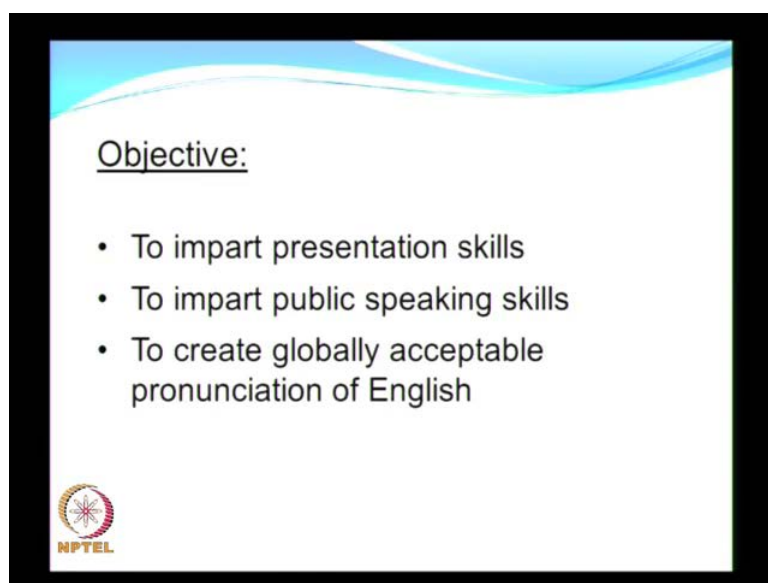 Objective:
• To impart presentation skills
• To impart public speaking skills
• To create globally acceptable
pronunciation of English
NPTEL